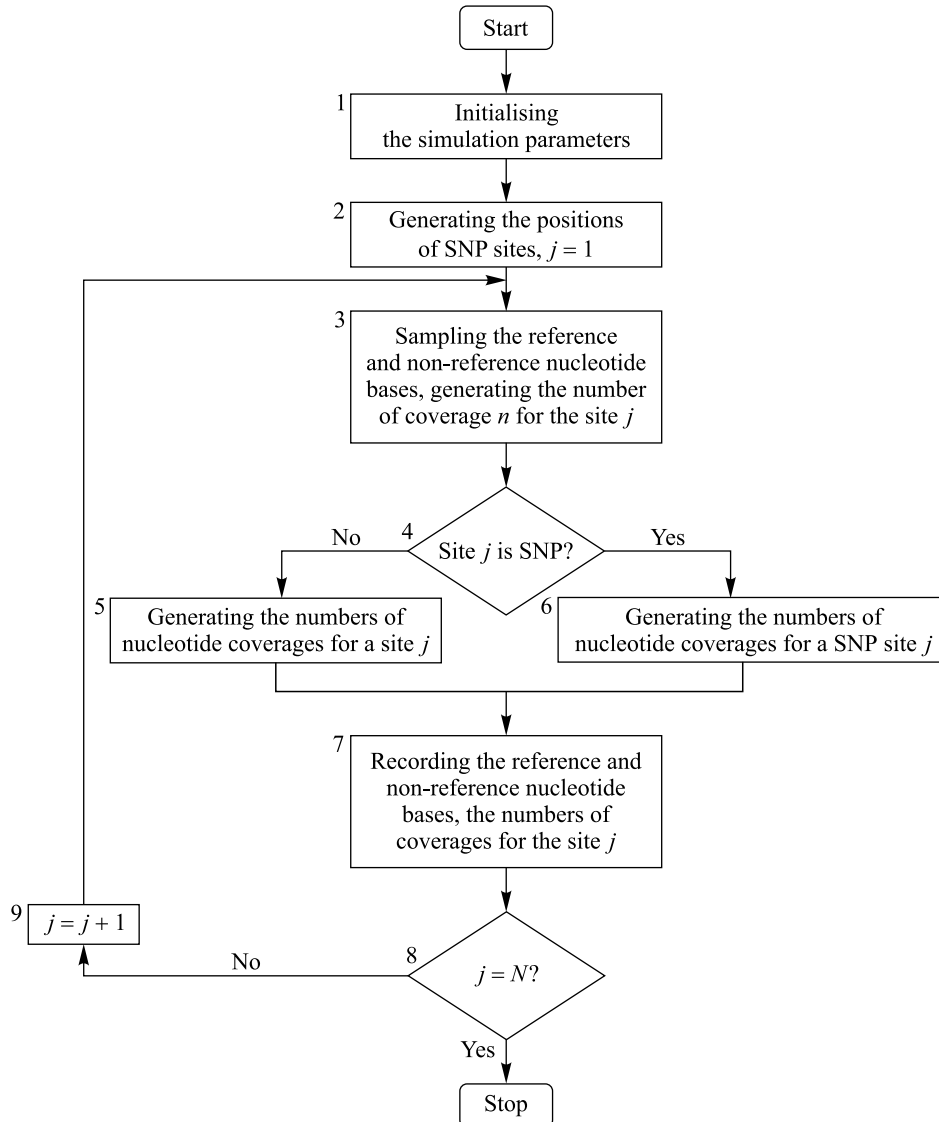 Start
1
Initialising
the simulation parameters
2
Generating the positions
of SNP sites, j = 1
3
Sampling the reference
and non-reference nucleotide
bases, generating the number
of coverage n for the site j
4
No
Site j is SNP?
Yes
5
Generating the numbers of
nucleotide coverages for a site j
6
Generating the numbers of
nucleotide coverages for a SNP site j
7
Recording the reference and
non-reference nucleotide
bases, the numbers of
coverages for the site j
9
j = j + 1
No
8
j = N?
Yes
Stop